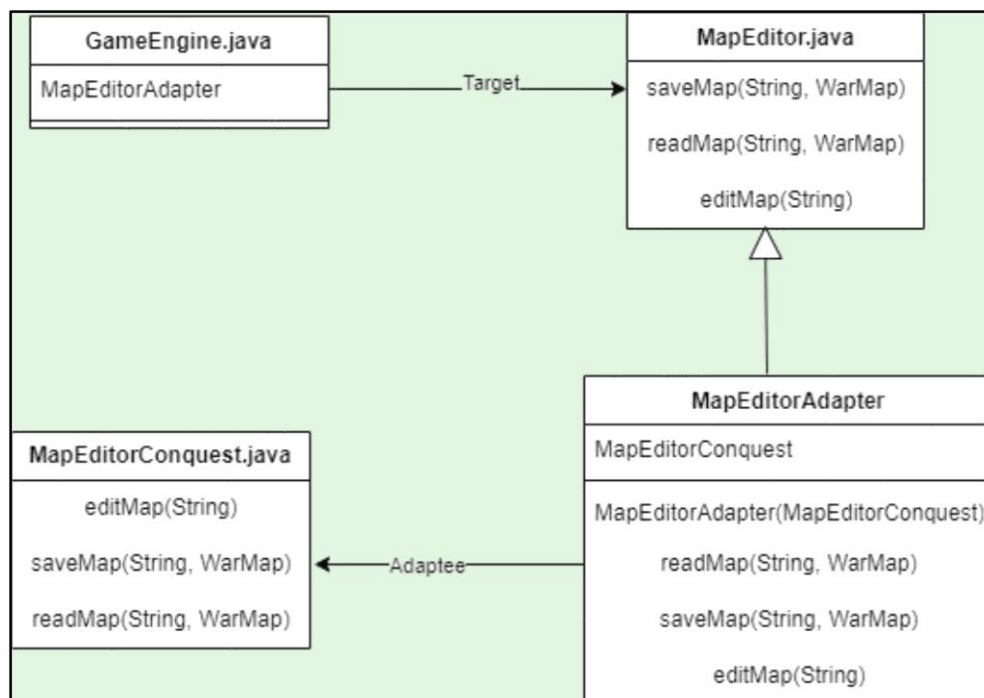 GameEngine.java
MapEditorAdapter
Target
MapEditor.java
saveMap(String, WarMap)
readMap(String, WarMap)
editMap(String)
MapEditorConquest.java
editMap(String)
saveMap(String, WarMap)
readMap(String, WarMap)
Adaptee
MapEditorAdapter
MapEditorConquest
MapEditorAdapter(MapEditorConquest)
readMap(String, WarMap)
saveMap(String, WarMap)
editMap(String)